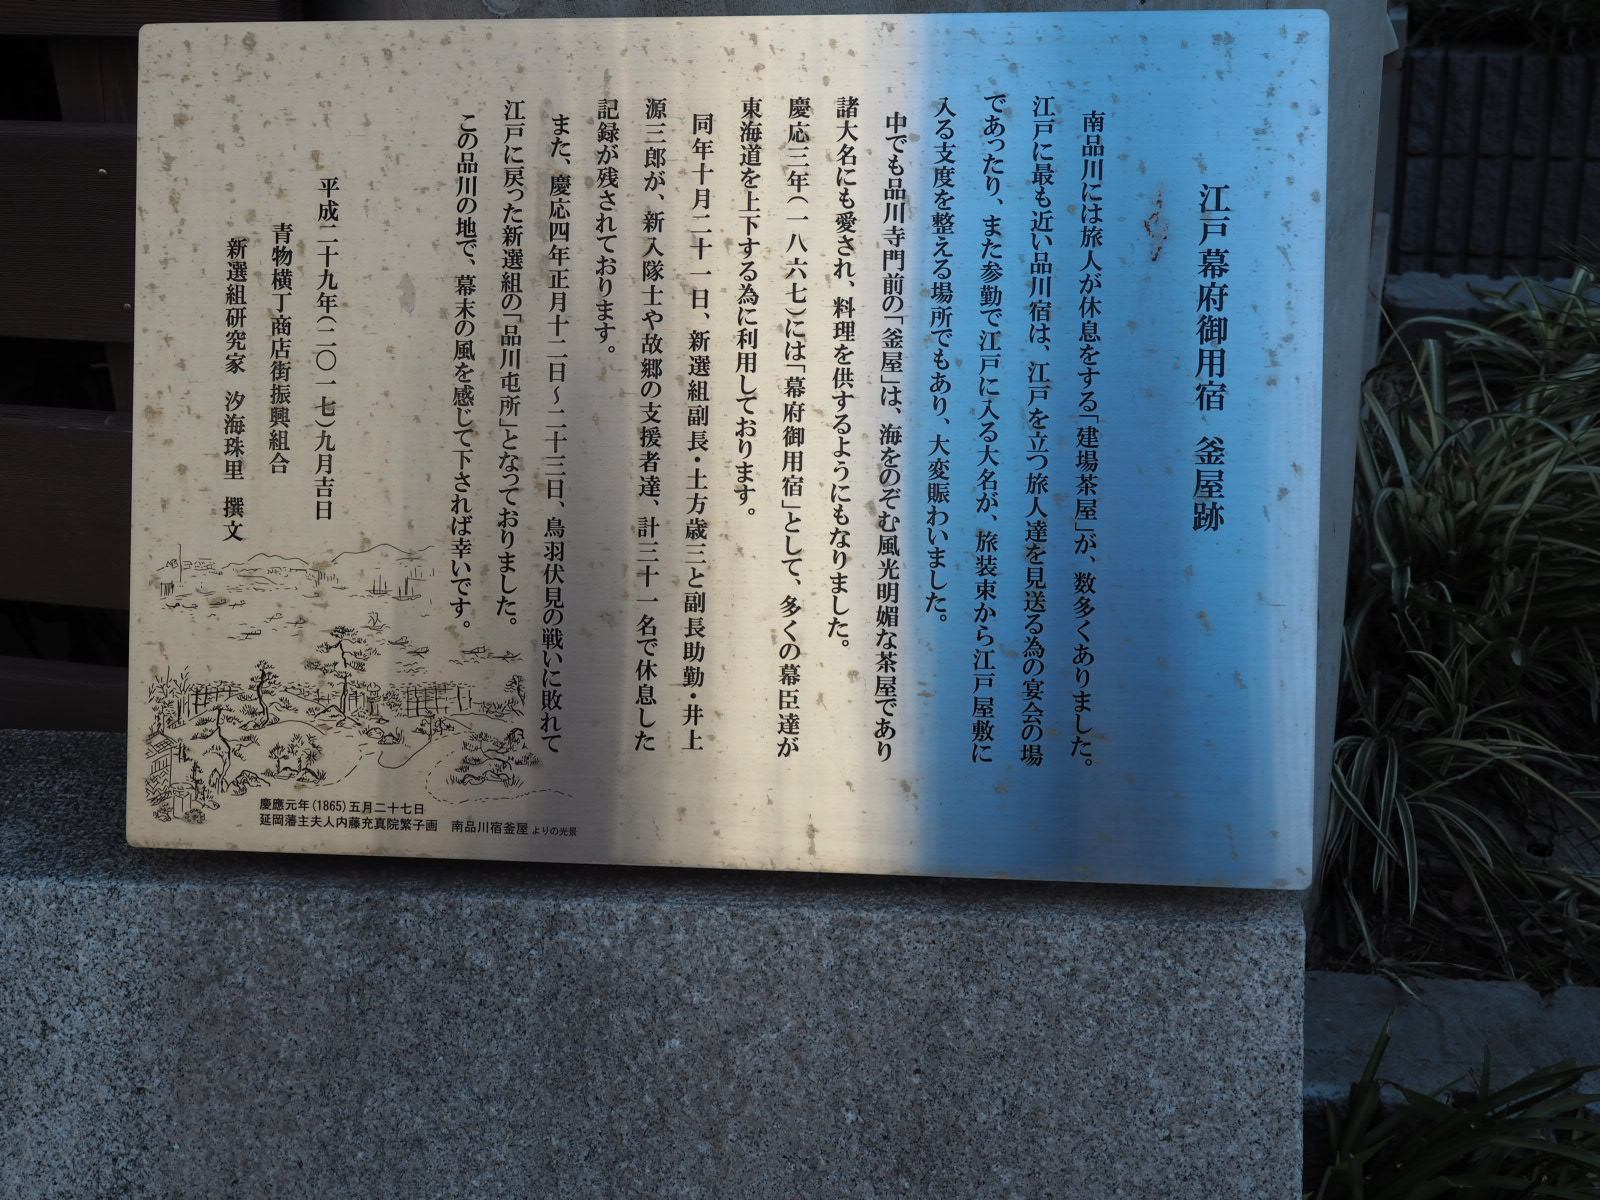 江戸幕府御用宿　釜屋跡
南品川には旅人が休息をする「建場茶屋」が、数多くありました。
江戸に最も近い品川宿は、江戸を立つ旅人達を見送る為の宴会の場
であったり、また参勤で江戸に入る大名が、旅装束から江戸屋敷に
入る支度を整える場所でもあり、大変賑わいました。
中でも品川寺門前の「釜屋」は、海をのぞむ風光明媚な茶屋であり
諸大名にも愛され、料理を供するようにもなりました。
慶応三年(一八六七)には「幕府御用宿」として、多くの幕臣達が
東海道を上下する為に利用しております。
同年十月二十一日、新選組副長・土方歳三と副長助勤・井上
源三郎が、新入隊士や故郷の支援者達、計三十一名で休息した
記録が残されております。
また、慶応四年正月十二日〜二十三日、鳥羽伏見の戦いに敗れて
江戸に戻った新選組の「品川屯所」となっておりました。
この品川の地で、幕末の風を感じて下されば幸いです。
平成二十九年(二〇一七)九月吉日
青物横丁商店街振興組合
新選組研究家　汐海珠里　撰文
慶應元年(1865)五月二十七日
延岡藩主夫人内藤充真院繁子画　南品川宿釜屋よりの光景